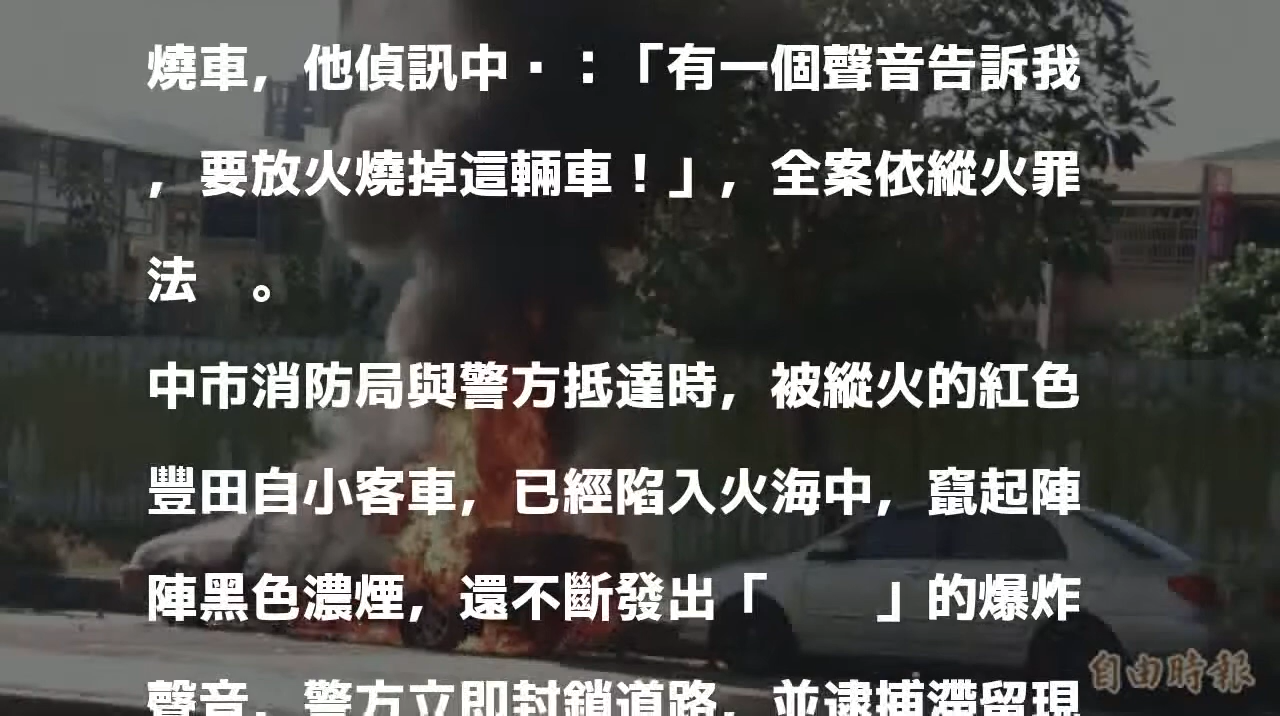 燒車，他偵訊中·：「有一個聲音告訴我
，要放火燒掉這輛車！」，全案依縱火罪
法　。
中市消防局與警方抵達時，被縱火的紅色
豐田自小客車，已經陷入火海中，竄起陣
陣黑色濃煙，還不斷發出「　　」的爆炸
聲音，警方立即封鎖道路，並逮捕滯留現
自由時報